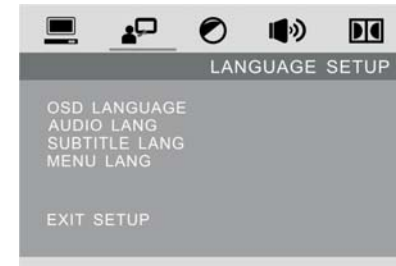 LANGUAGE SETUP
OSD LANGUAGE
AUDIO LANG
SUBTITLE LANG
MENU LANG
EXIT SETUP